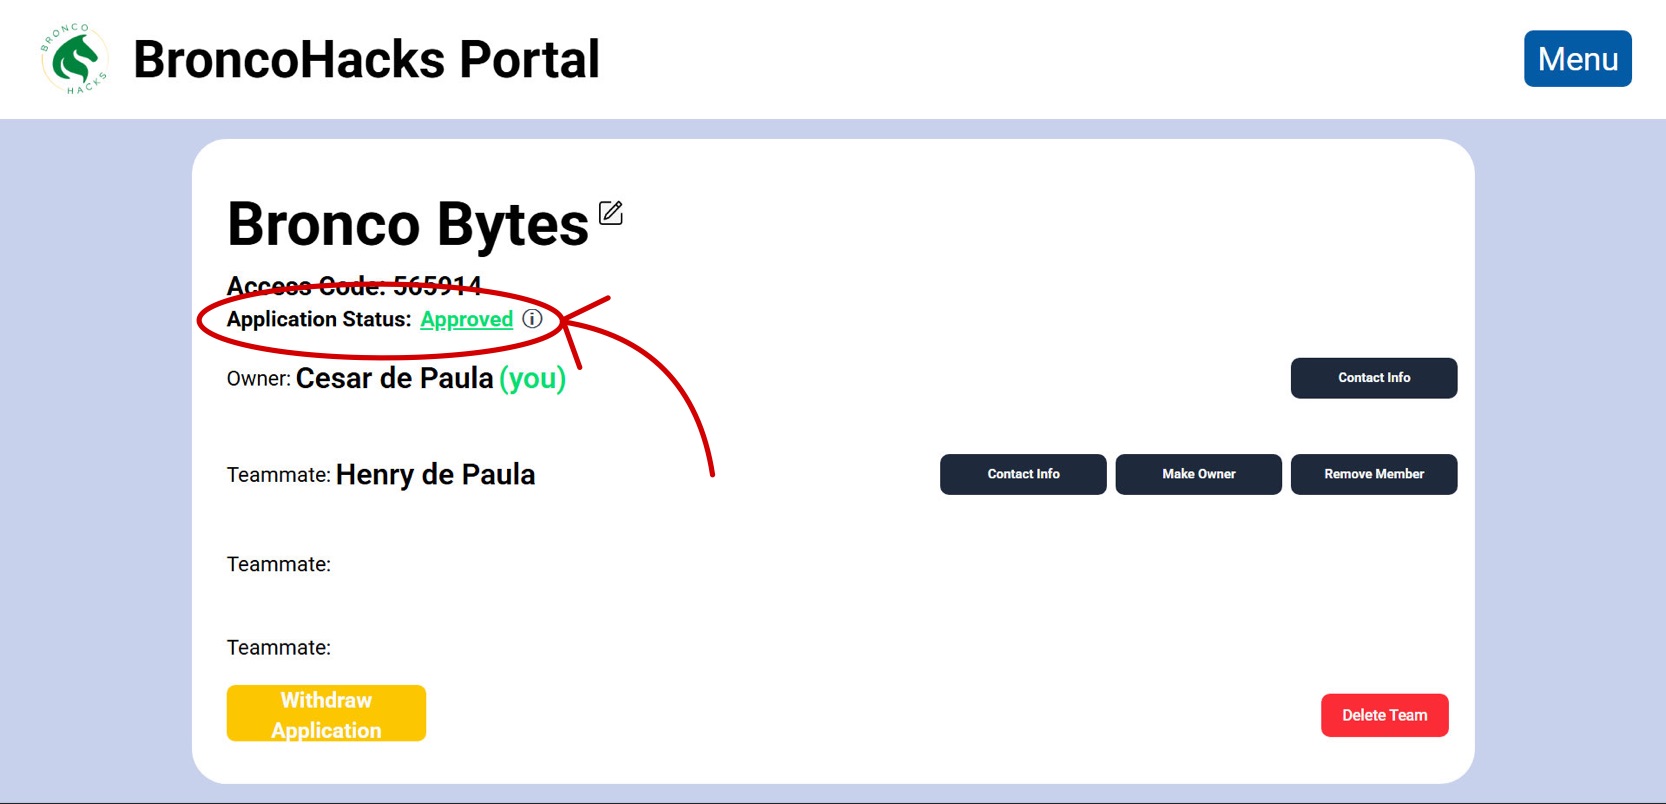 BRONCO
HACKS
BroncoHacks Portal
Menu
Bronco Bytes
Access Code: 565914
Application Status: Approved
Owner: Cesar de Paula (you)
Contact Info
Teammate: Henry de Paula
Contact Info
Make Owner
Remove Member
Teammate:
Teammate:
Withdraw
Application
Delete Team